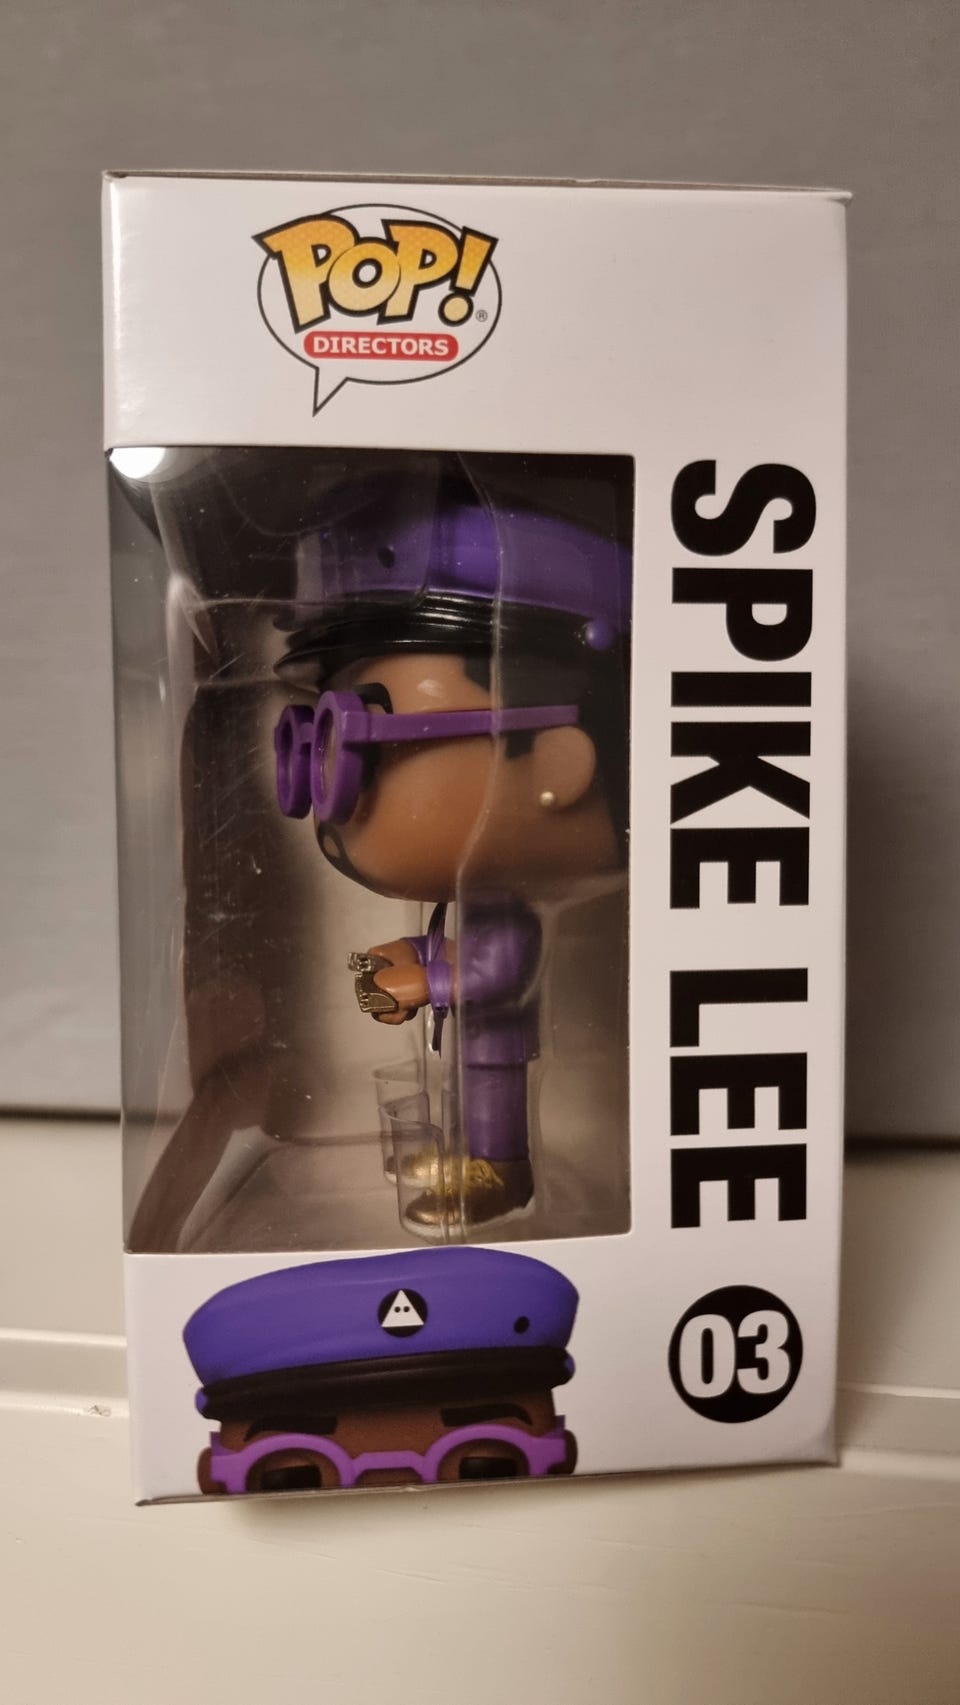 POP!
®
DIRECTORS
SPIKE LEE
03